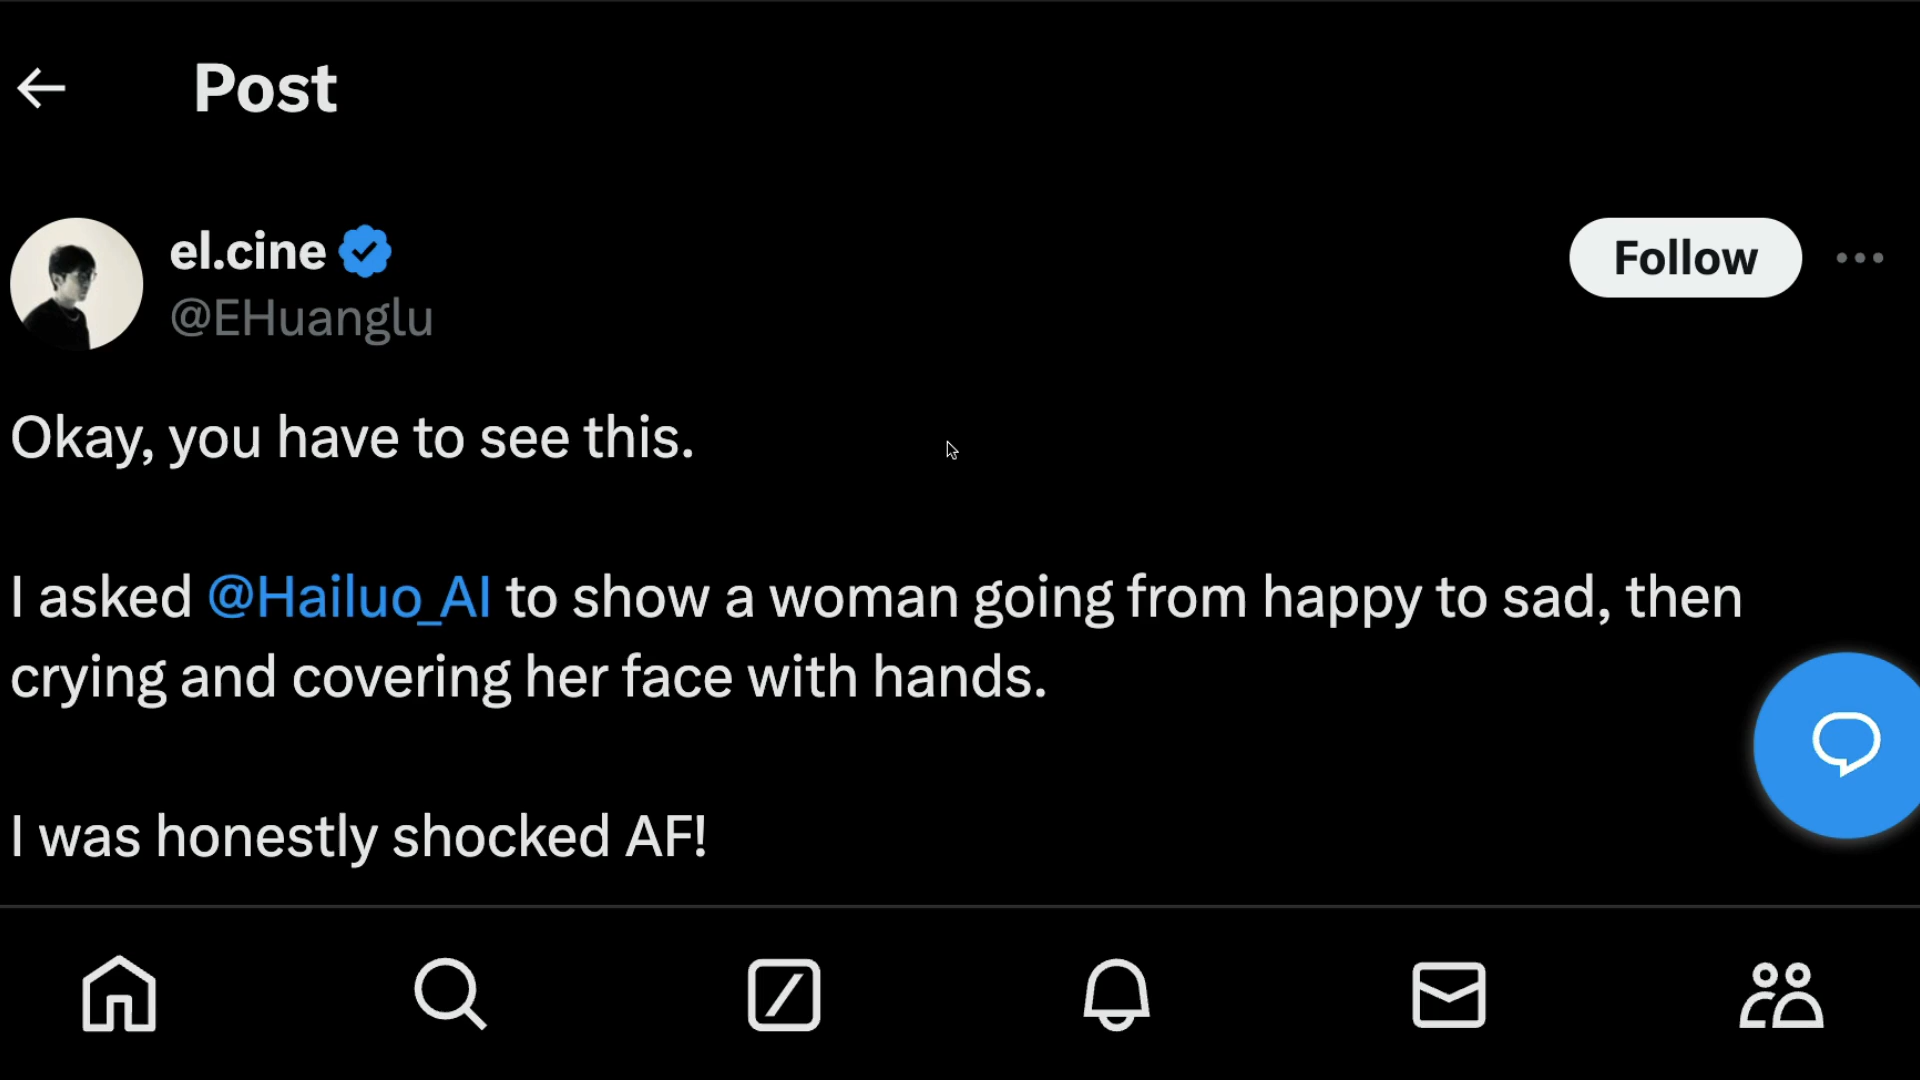 Post
el.cine
@EHuanglu
Follow
Okay, you have to see this.
I asked @Hailuo_AI to show a woman going from happy to sad, then
crying and covering her face with hands.
I was honestly shocked AF!